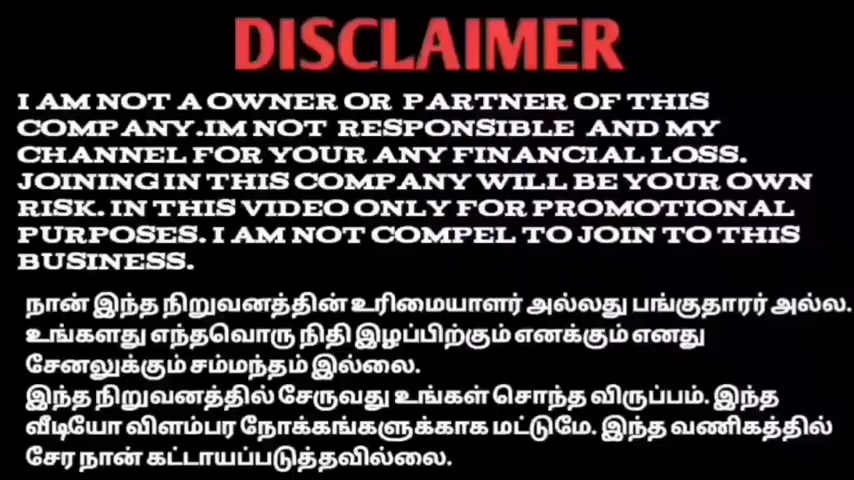 DISCLAIMER
I AM NOT A OWNER OR PARTNER OF THIS
COMPANY.IM NOT RESPONSIBLE AND MY
CHANNEL FOR YOUR ANY FINANCIAL LOSS.
JOINING IN THIS COMPANY WILL BE YOUR OWN
RISK. IN THIS VIDEO ONLY FOR PROMOTIONAL
PURPOSES. I AM NOT COMPEL TO JOIN TO THIS
BUSINESS.
நான் இந்த நிறுவனத்தின் உரிமையாளர் அல்லது பங்குதாரர் அல்ல.
உங்களது எந்தவொரு நிதி இழப்பிற்கும் எனக்கும் எனது
சேனலுக்கும் சம்மந்தம் இல்லை.
இந்த நிறுவனத்தில் சேருவது உங்கள் சொந்த விருப்பம். இந்த
வீடியோ விளம்பர நோக்கங்களுக்காக மட்டுமே. இந்த வணிகத்தில்
சேர நான் கட்டாயப்படுத்தவில்லை.